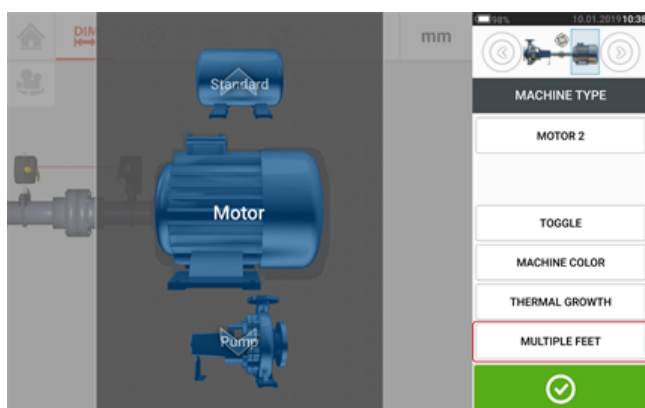 98%
10.01.2019 10:38
DIM
mm
Standard
Motor
Pump
MACHINE TYPE
MOTOR 2
TOGGLE
MACHINE COLOR
THERMAL GROWTH
MULTIPLE FEET